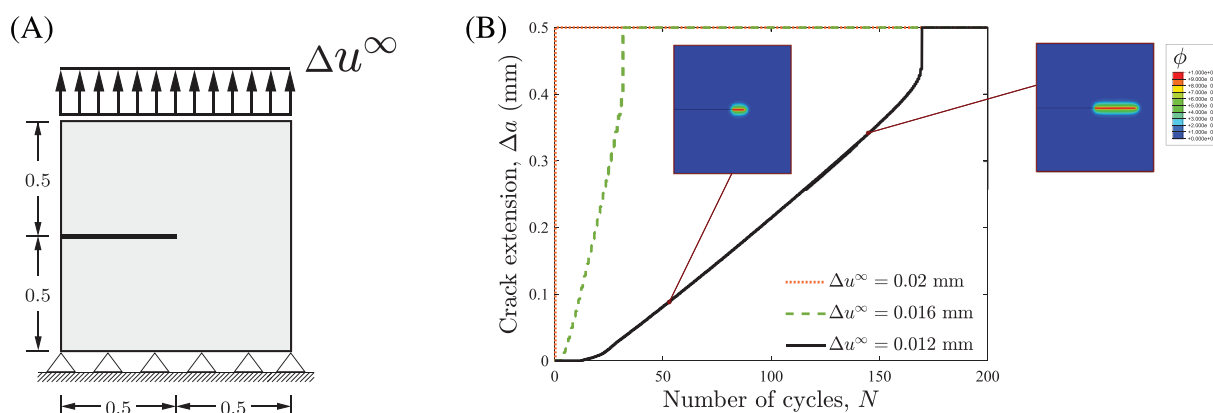 (A)
Δu∞
0.5
0.5
0.5
0.5
(B)
Crack extension, Δa (mm)
0.5
0.4
0.3
0.2
0.1
0
0
50
100
150
200
Number of cycles, N
Δu∞ = 0.02 mm
Δu∞ = 0.016 mm
Δu∞ = 0.012 mm
ϕ